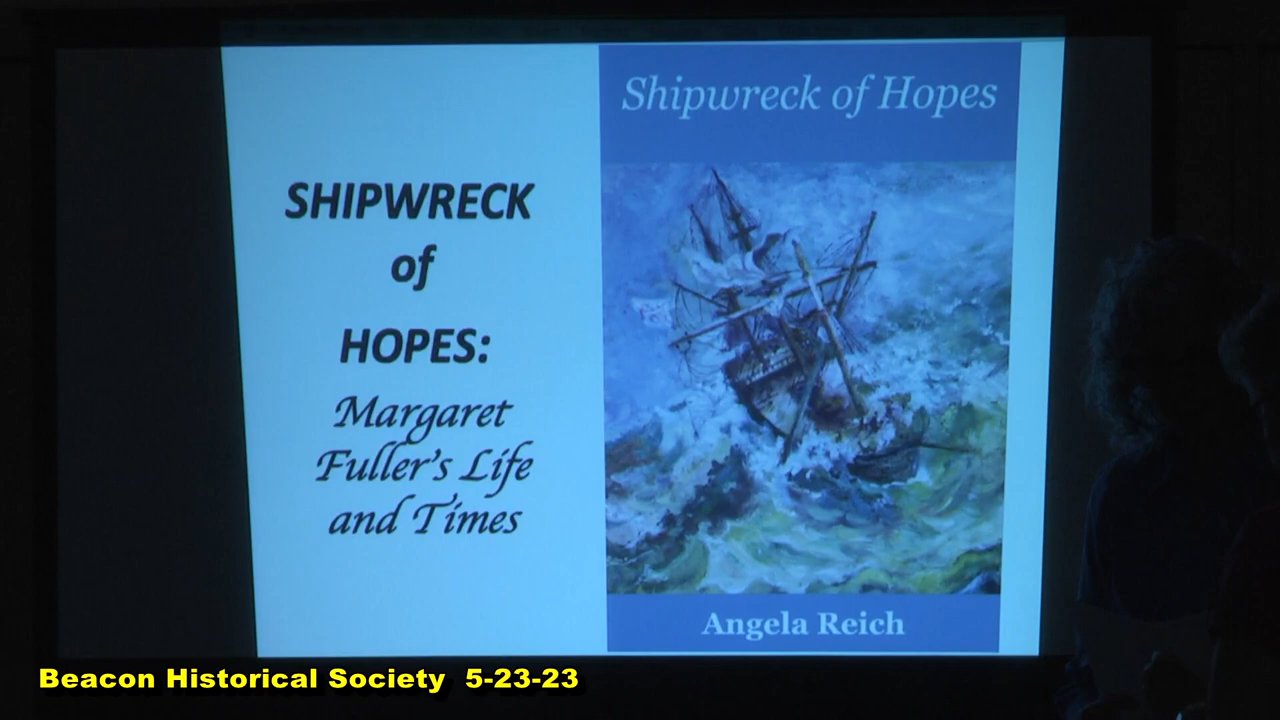 SHIPWRECK
of
HOPES:
Margaret
Fuller's Life
and Times
Shipwreck of Hopes
Angela Reich
Beacon Historical Society 5-23-23